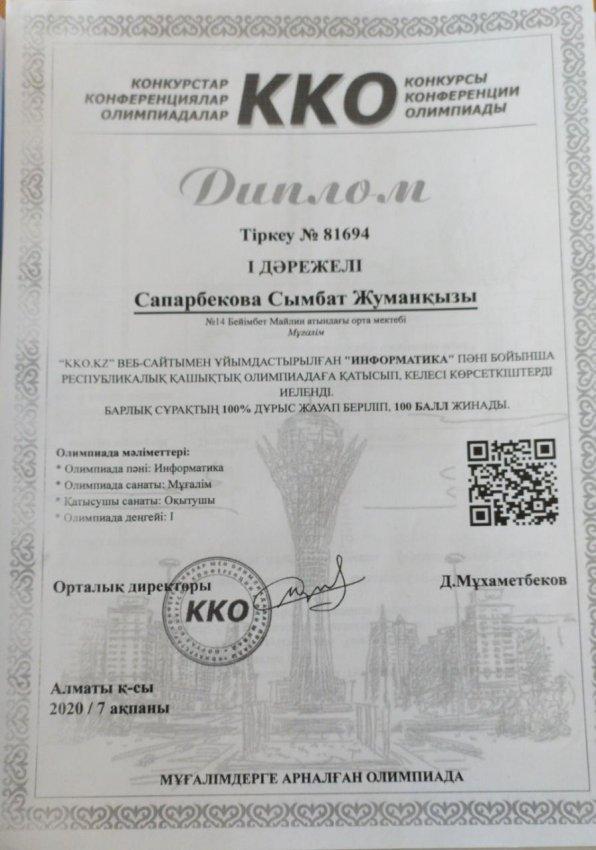 КОНКУРСТАР
КОНФЕРЕНЦИЯЛАР
ОЛИМПИАДАЛАР
ККО
КОНКУРСЫ
КОНФЕРЕНЦИИ
ОЛИМПИАДЫ
Диплом
Тіркеу № 81694
І ДӘРЕЖЕЛІ
Сапарбекова Сымбат Жуманқызы
№14 Бейімбет Майлин атындағы орта мектебі
Мұғалім
"KKO.KZ" ВЕБ-САЙТЫМЕН ҰЙЫМДАСТЫРЫЛҒАН "ИНФОРМАТИКА" ПӘНІ БОЙЫНША
РЕСПУБЛИКАЛЫҚ ҚАШЫҚТЫҚ ОЛИМПИАДАҒА ҚАТЫСЫП, КЕЛЕСІ КӨРСЕТКІШТЕРДІ
ИЕЛЕНДІ.
БАРЛЫҚ СҰРАҚТЫҢ 100% ДҰРЫС ЖАУАП БЕРІЛІП, 100 БАЛЛ ЖИНАДЫ.
Олимпиада мәліметтері:
* Олимпиада пәні: Информатика
* Олимпиада санаты: Мұғалім
* Қатысушы санаты: Оқытушы
* Олимпиада деңгейі: І
Орталық директоры
ККО
Д.Мұхаметбеков
Алматы қ-сы
2020 / 7 ақпаны
МҰҒАЛІМДЕРГЕ АРНАЛҒАН ОЛИМПИАДА